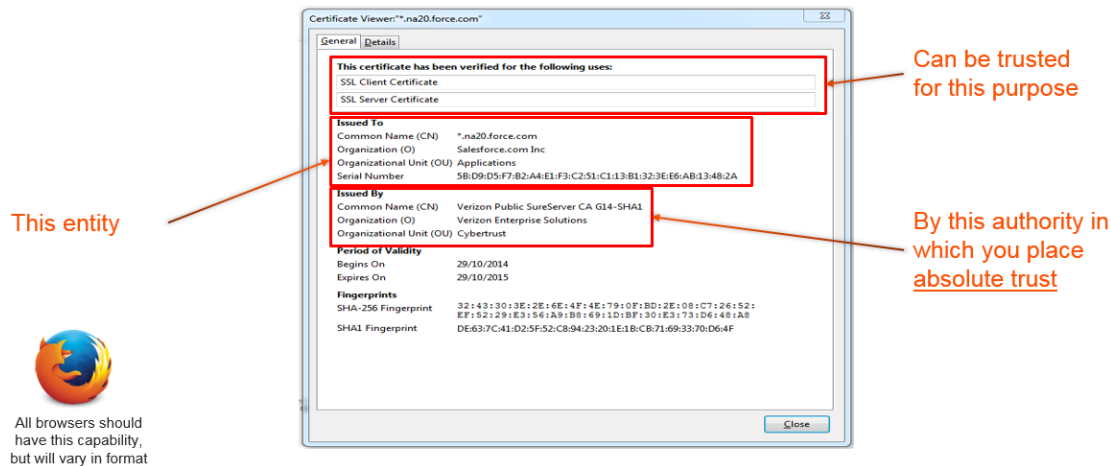 Certificate Viewer:"*.na20.force.com"
General Details
This certificate has been verified for the following uses:
SSL Client Certificate
SSL Server Certificate
Issued To
Common Name (CN) *.na20.force.com
Organization (O) Salesforce.com Inc
Organizational Unit (OU) Applications
Serial Number 5B:D9:D5:F7:B2:A4:E1:F3:C2:51:C1:13:B1:32:3E:E6:AB:13:48:2A
Issued By
Common Name (CN) Verizon Public SureServer CA G14-SHA1
Organization (O) Verizon Enterprise Solutions
Organizational Unit (OU) Cybertrust
Period of Validity
Begins On 29/10/2014
Expires On 29/10/2015
Fingerprints
SHA-256 Fingerprint 32:43:30:3E:2E:6E:4F:4E:79:0F:BD:2E:08:C7:26:52:
EF:52:29:E3:56:A9:B8:69:1D:BF:30:E3:73:D6:48:A8
SHA1 Fingerprint DE:63:7C:41:D2:5F:52:C8:94:23:20:1E:1B:CB:71:69:33:70:D6:4F
Close
Can be trusted
for this purpose
This entity
By this authority in
which you place
absolute trust
All browsers should
have this capability,
but will vary in format